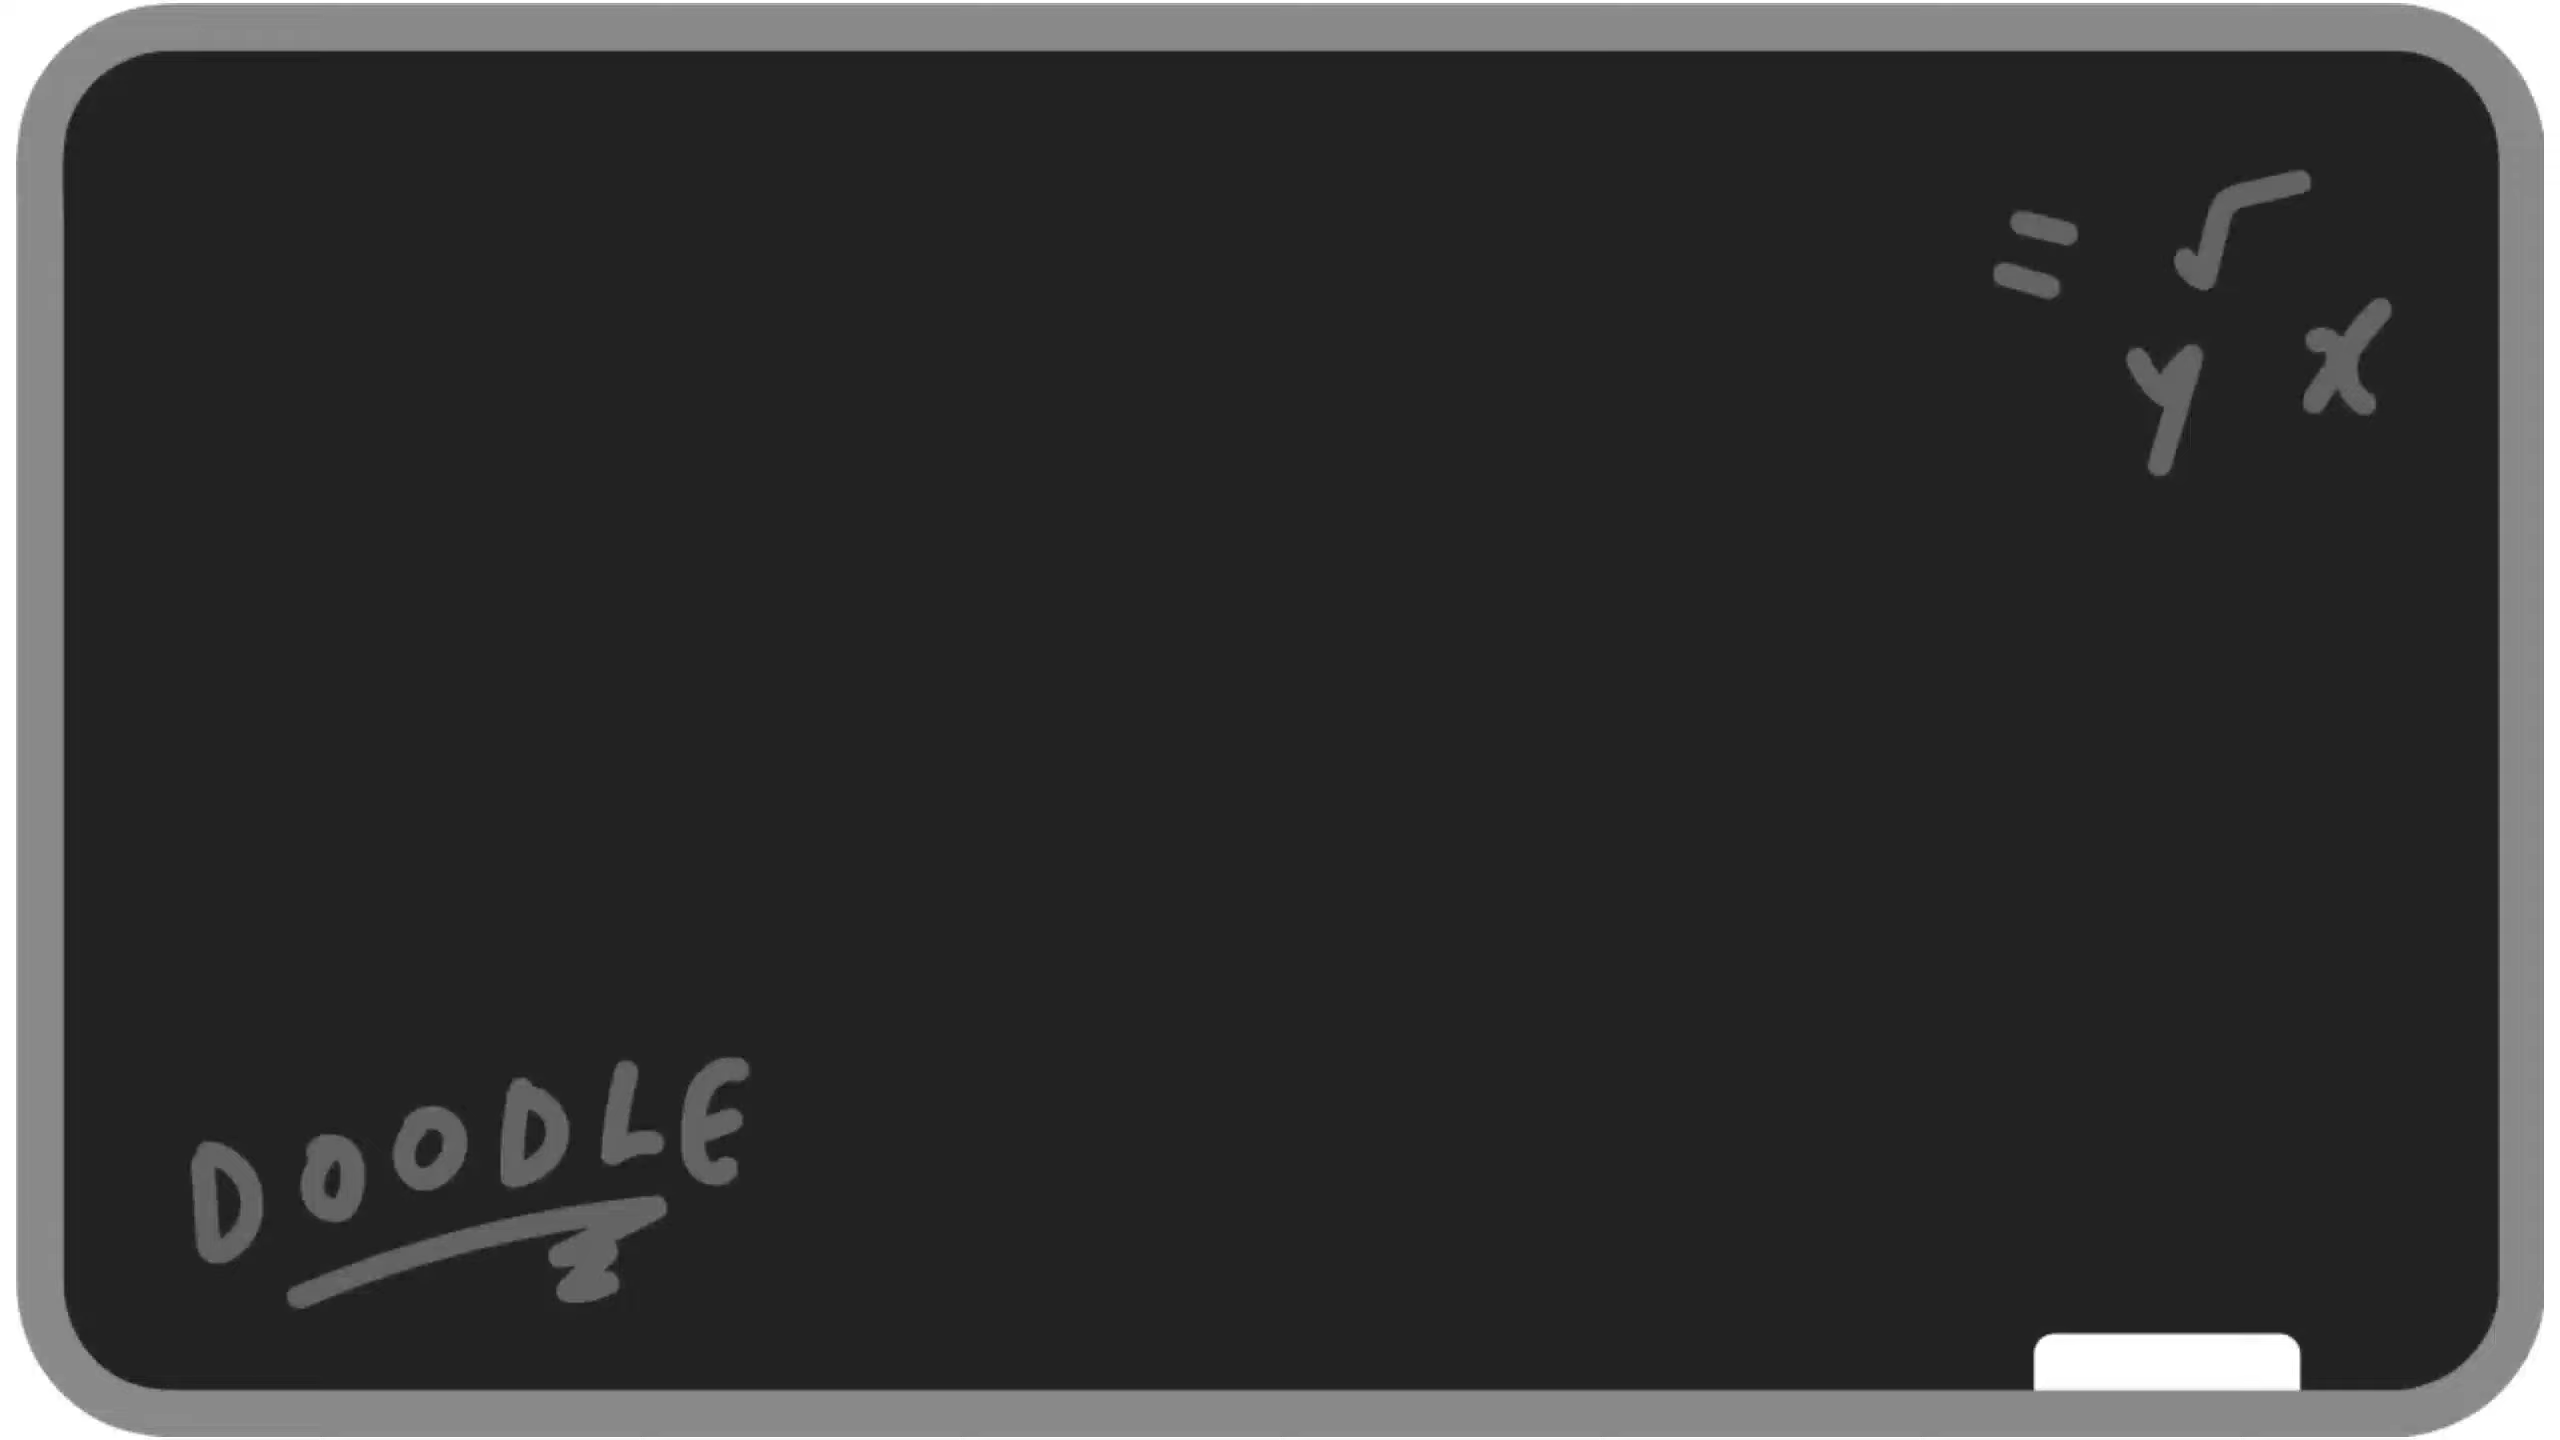 = √
y x
DOODLE